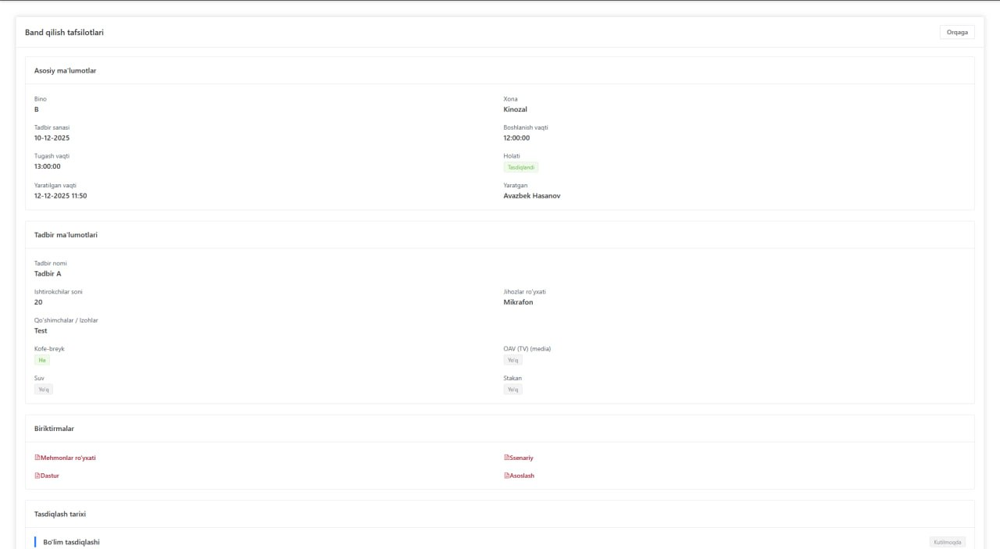 Band qilish tafsilotlari
Orqaga
Asosiy ma'lumotlar
Bino
B
Xona
Kinozal
Tadbir sanasi
10-12-2025
Boshlanish vaqti
12:00:00
Tugash vaqti
13:00:00
Holati
Tasdiqlandi
Yaratilgan vaqti
12-12-2025 11:50
Yaratgan
Avazbek Hasanov
Tadbir ma'lumotlari
Tadbir nomi
Tadbir A
Ishtirokchilar soni
20
Jihozlar ro'yxati
Mikrafon
Qo'shimchalar / Izohlar
Test
Kofe-breyk
Ha
OAV (TV) (media)
Yo'q
Suv
Yo'q
Stakan
Yo'q
Biriktirmalar
Mehmonlar ro'yxati
Ssenariy
Dastur
Asoslash
Tasdiqlash tarixi
Bo'lim tasdiqlashi
Kutilmoqda